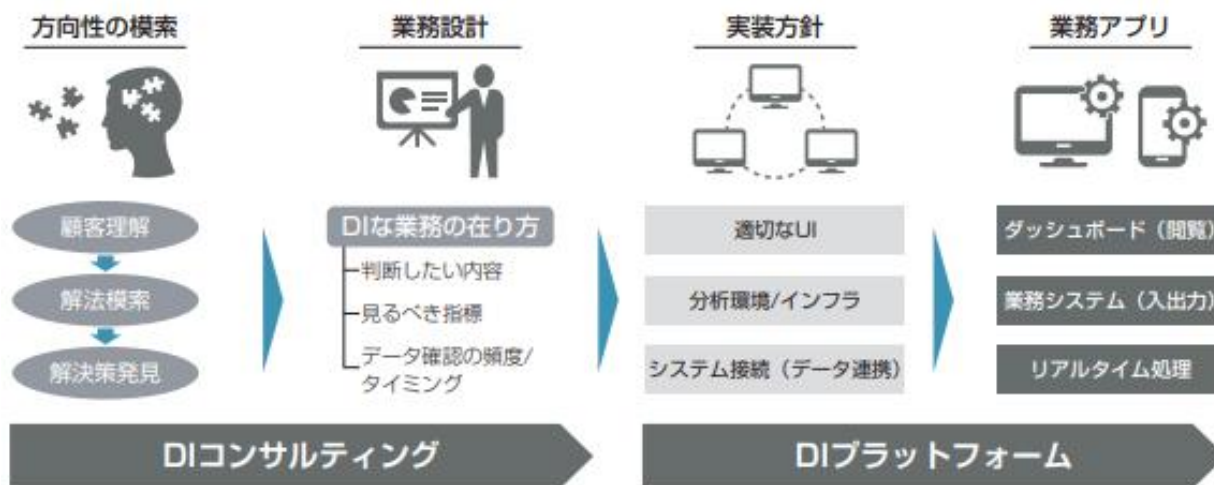 方向性の模索
顧客理解
解法模索
解決策発見
業務設計
DIな業務の在り方
判断したい内容
見るべき指標
データ確認の頻度/
タイミング
実装方針
適切なUI
分析環境/インフラ
システム接続（データ連携）
業務アプリ
ダッシュボード（閲覧）
業務システム（入出力）
リアルタイム処理
DIコンサルティング
DIプラットフォーム